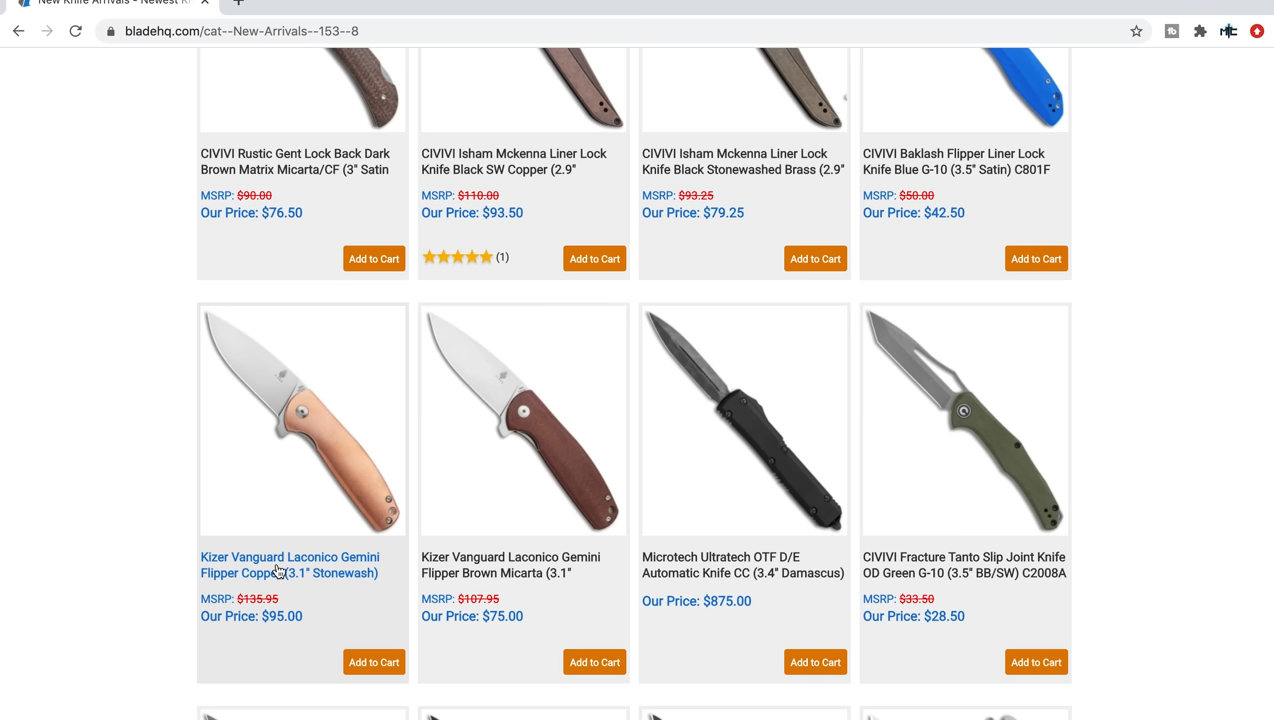 New Knife Arrivals - Newest Kn
bladehq.com/cat--New-Arrivals--153--8
CIVIVI Rustic Gent Lock Back Dark
Brown Matrix Micarta/CF (3" Satin
MSRP: $90.00
Our Price: $76.50
Add to Cart
CIVIVI Isham Mckenna Liner Lock
Knife Black SW Copper (2.9"
MSRP: $110.00
Our Price: $93.50
(1)
Add to Cart
CIVIVI Isham Mckenna Liner Lock
Knife Black Stonewashed Brass (2.9"
MSRP: $93.25
Our Price: $79.25
Add to Cart
CIVIVI Baklash Flipper Liner Lock
Knife Blue G-10 (3.5" Satin) C801F
MSRP: $50.00
Our Price: $42.50
Add to Cart
Kizer Vanguard Laconico Gemini
Flipper Copper (3.1" Stonewash)
MSRP: $135.95
Our Price: $95.00
Add to Cart
Kizer Vanguard Laconico Gemini
Flipper Brown Micarta (3.1"
MSRP: $107.95
Our Price: $75.00
Add to Cart
Microtech Ultratech OTF D/E
Automatic Knife CC (3.4" Damascus)
Our Price: $875.00
Add to Cart
CIVIVI Fracture Tanto Slip Joint Knife
OD Green G-10 (3.5" BB/SW) C2008A
MSRP: $33.50
Our Price: $28.50
Add to Cart